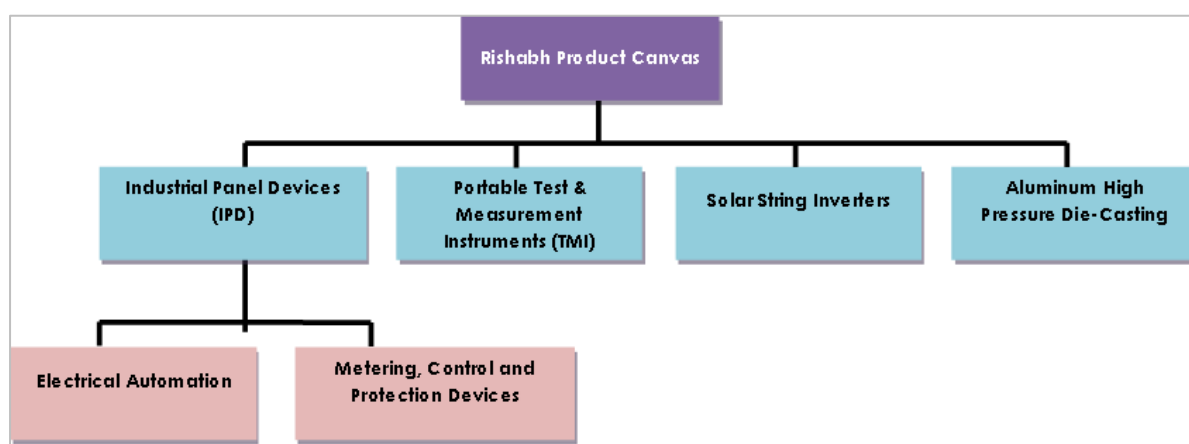 Rishabh Product Canvas
Industrial Panel Devices
(IPD)
Portable Test &
Measurement
Instruments (TMI)
Solar String Inverters
Aluminum High
Pressure Die-Casting
Electrical Automation
Metering, Control and
Protection Devices